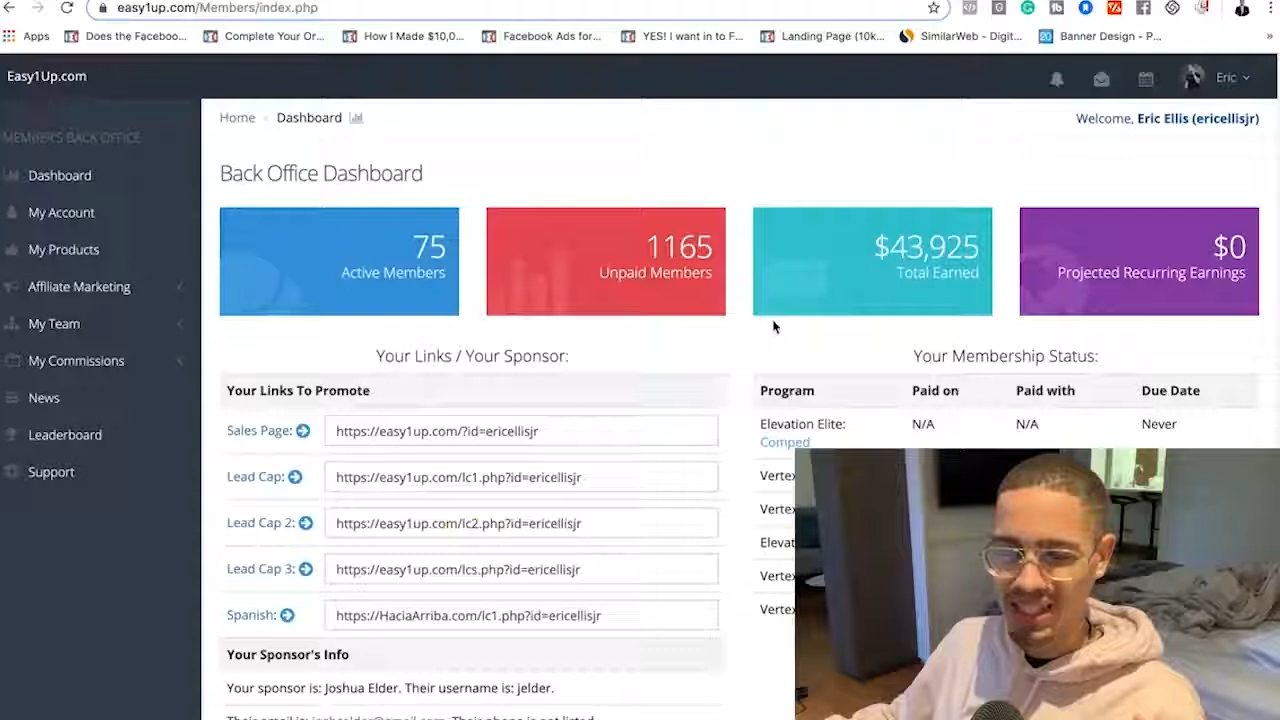 easy1up.com/Members/index.php
Apps Does the Faceboo... Complete Your Or... How I Made $10,0... Facebook Ads for... YES! I want in to F... Landing Page (10k... SimilarWeb - Digit... Banner Design - P... »
Easy1Up.com
Eric
Home Dashboard
Welcome, Eric Ellis (ericellisjr)
MEMBER'S BACK OFFICE
Dashboard
My Account
My Products
Affiliate Marketing
My Team
My Commissions
News
Leaderboard
Support
Back Office Dashboard
75
Active Members
1165
Unpaid Members
$43,925
Total Earned
$0
Projected Recurring Earnings
Your Links / Your Sponsor:
Your Links To Promote
Sales Page: https://easy1up.com/?id=ericellisjr
Lead Cap: https://easy1up.com/lc1.php?id=ericellisjr
Lead Cap 2: https://easy1up.com/lc2.php?id=ericellisjr
Lead Cap 3: https://easy1up.com/lcs.php?id=ericellisjr
Spanish: https://HaciaArriba.com/lc1.php?id=ericellisjr
Your Sponsor's Info
Your sponsor is: Joshua Elder. Their username is: jelder.
Your Membership Status:
Program Paid on Paid with Due Date
Elevation Elite: N/A N/A Never
Comped
Vertex
Vertex
Elevat
Vertex
Vertex